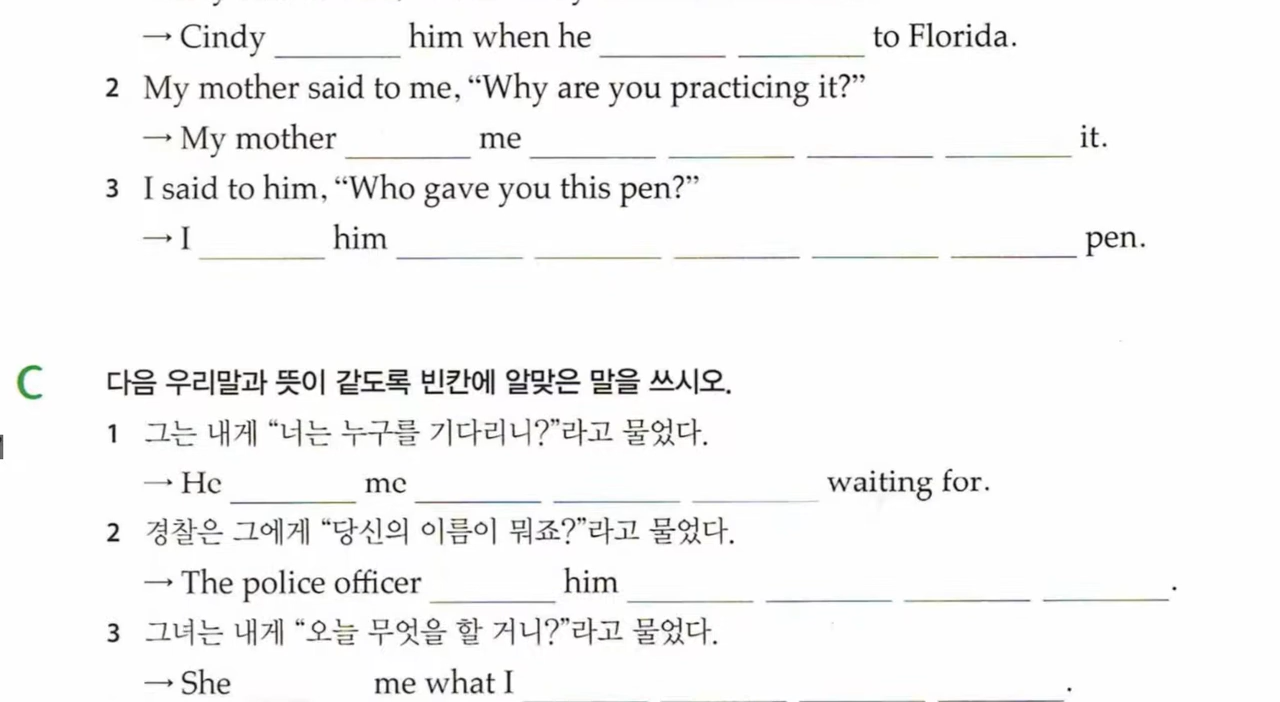 → Cindy ________ him when he ________ ________ to Florida.
2 My mother said to me, “Why are you practicing it?”
→ My mother ________ me ________ ________ ________ ________ it.
3 I said to him, “Who gave you this pen?”
→ I ________ him ________ ________ ________ ________ ________ pen.
C 다음 우리말과 뜻이 같도록 빈칸에 알맞은 말을 쓰시오.
1 그는 내게 “너는 누구를 기다리니?”라고 물었다.
→ He ________ me ________ ________ ________ waiting for.
2 경찰은 그에게 “당신의 이름이 뭐죠?”라고 물었다.
→ The police officer ________ him ________ ________ ________ ________.
3 그녀는 내게 “오늘 무엇을 할 거니?”라고 물었다.
→ She ________ me what I ________ ________ ________ ________.